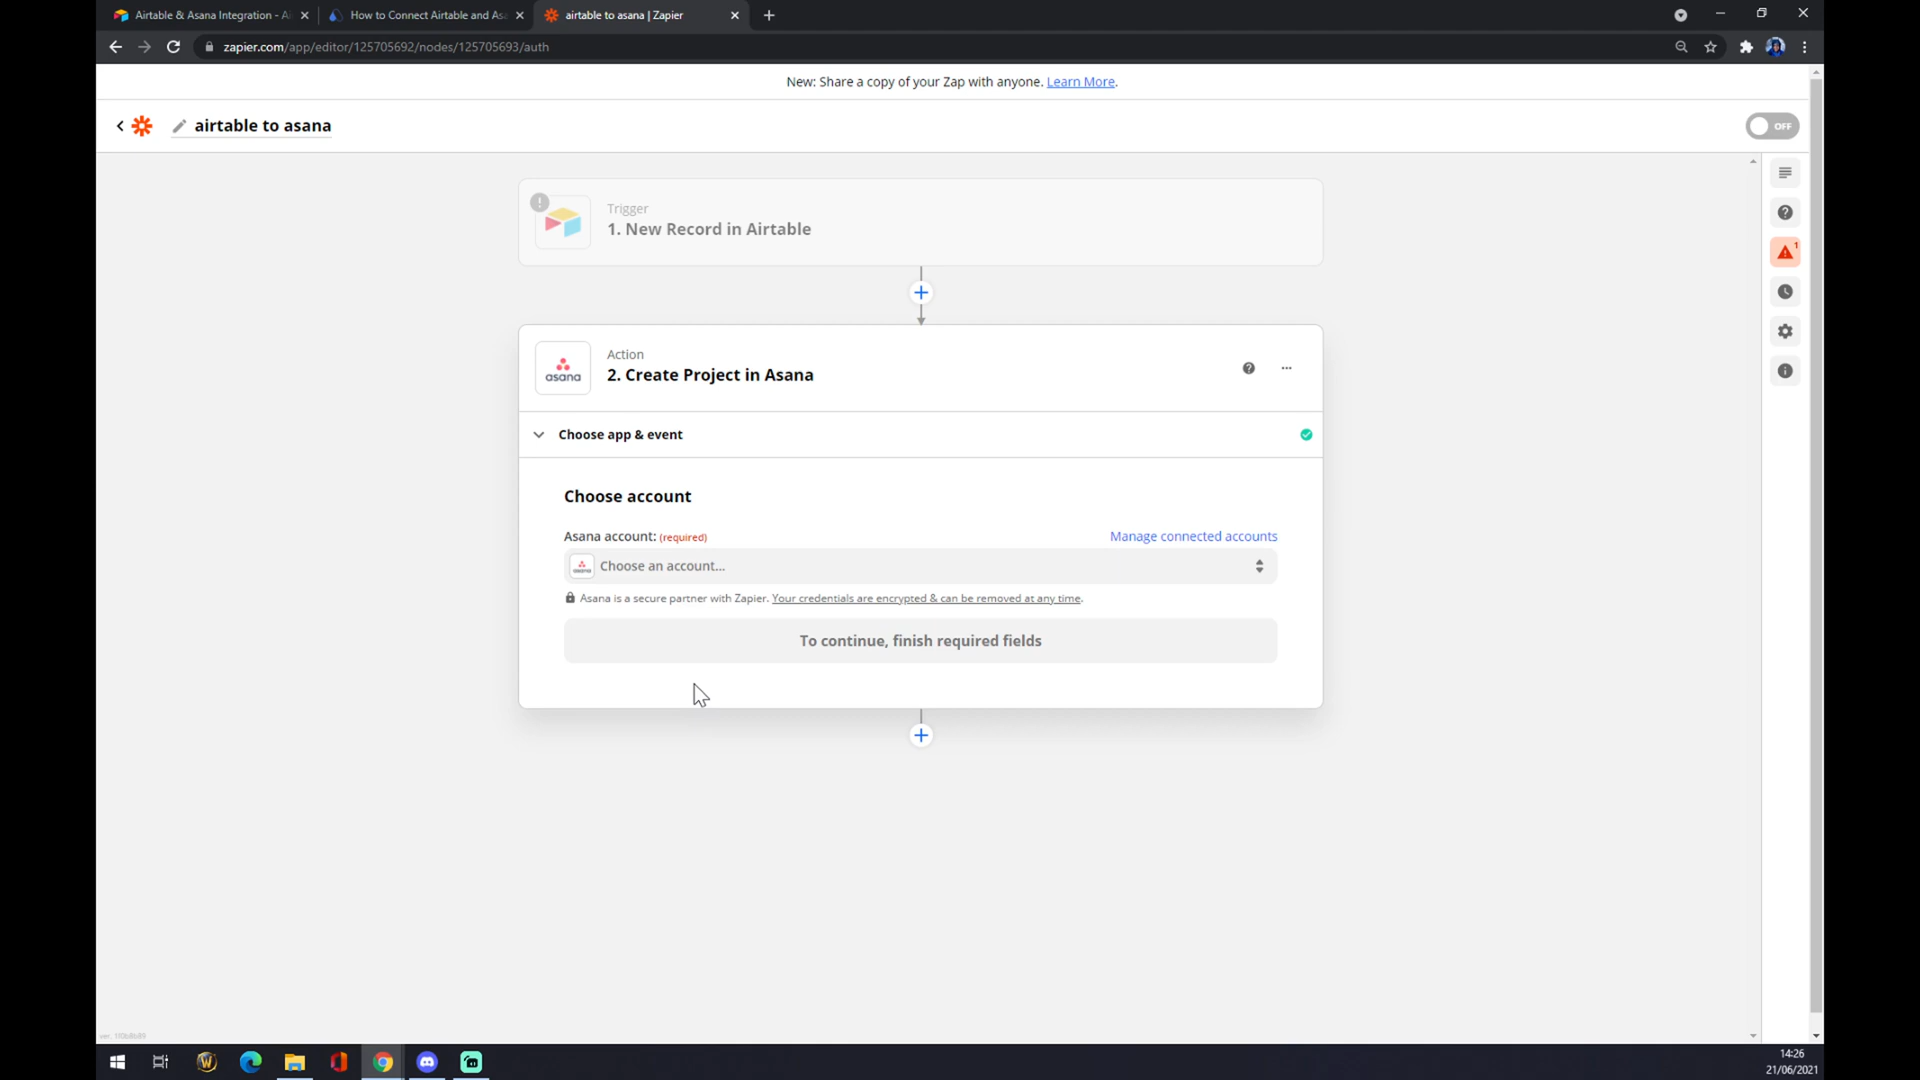 Airtable & Asana Integration - Ai
How to Connect Airtable and Asa
airtable to asana | Zapier
zapier.com/app/editor/125705692/nodes/125705693/auth
New: Share a copy of your Zap with anyone. Learn More.
airtable to asana
OFF
Trigger
1. New Record in Airtable
1
asana
Action
2. Create Project in Asana
Choose app & event
Choose account
Asana account: (required)
Manage connected accounts
Choose an account...
Asana is a secure partner with Zapier. Your credentials are encrypted & can be removed at any time.
To continue, finish required fields
14:26
21/06/2021